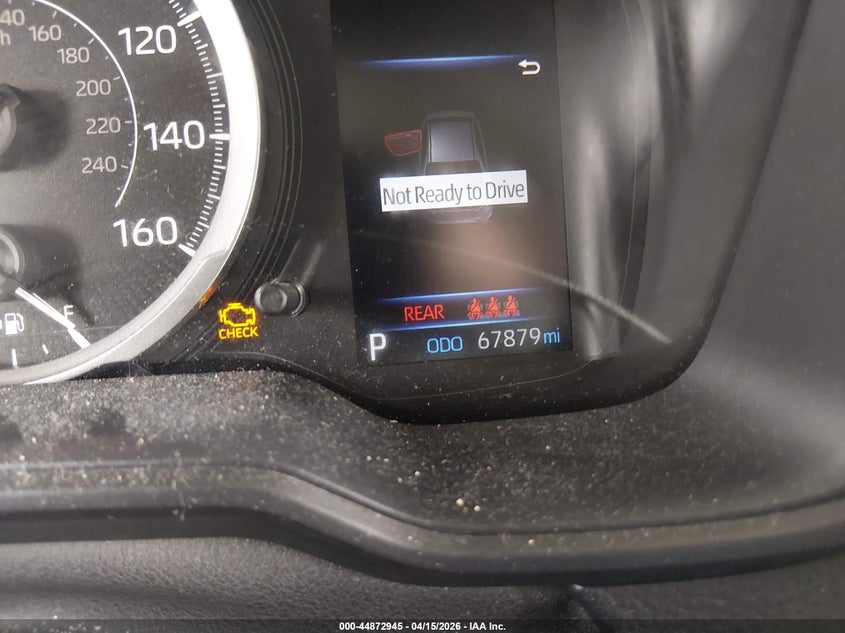 120
140
160
180
200
220
240
140
160
Not Ready to Drive
F
CHECK
REAR
P
ODO 67879 mi
000-44872945 - 04/15/2026 - IAA Inc.